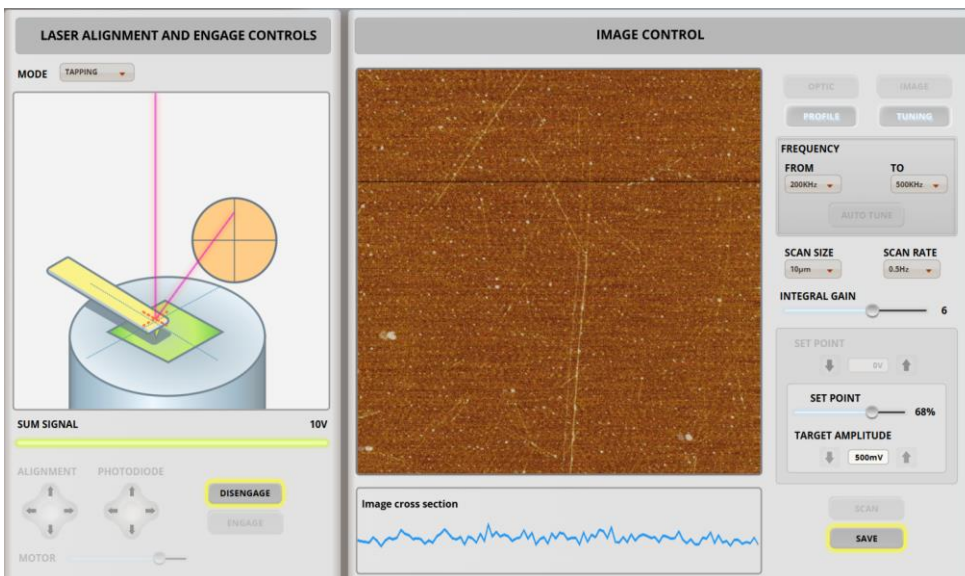 LASER ALIGNMENT AND ENGAGE CONTROLS
MODE TAPPING
SUM SIGNAL 10V
ALIGNMENT PHOTODIODE
DISENGAGE
ENGAGE
MOTOR
IMAGE CONTROL
Image cross section
OPTIC IMAGE
PROFILE TUNING
FREQUENCY
FROM TO
200KHz 500KHz
AUTO TUNE
SCAN SIZE SCAN RATE
10µm 0.5Hz
INTEGRAL GAIN
6
SET POINT
0V
SET POINT
68%
TARGET AMPLITUDE
500mV
SCAN
SAVE